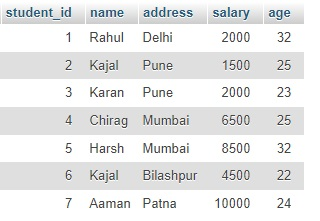 student_id name address salary age
1 Rahul Delhi 2000 32
2 Kajal Pune 1500 25
3 Karan Pune 2000 23
4 Chirag Mumbai 6500 25
5 Harsh Mumbai 8500 32
6 Kajal Bilashpur 4500 22
7 Aaman Patna 10000 24